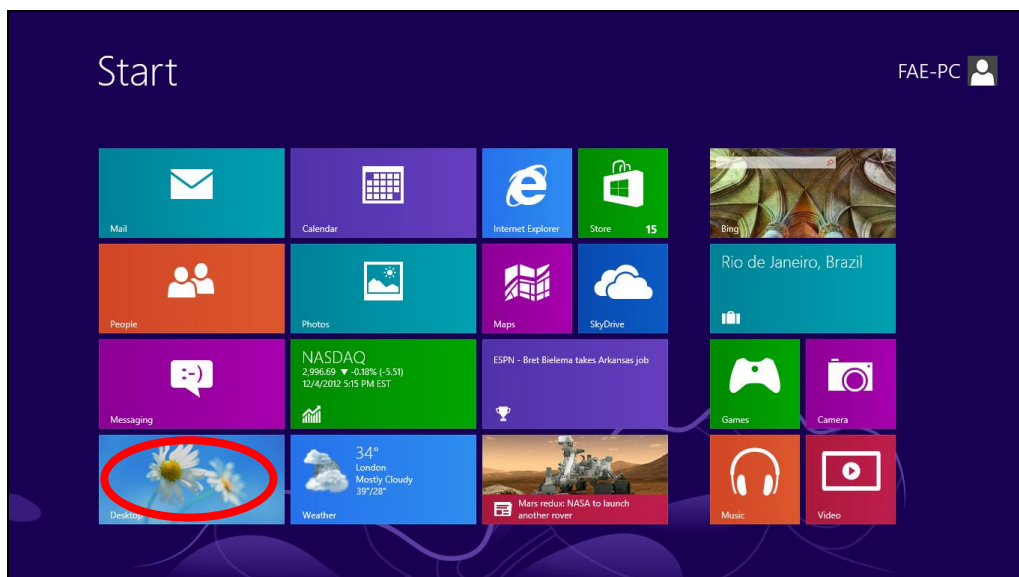 Start
FAE-PC
Mail
Calendar
Internet Explorer
Store 15
Bing
People
Photos
Maps
SkyDrive
Rio de Janeiro, Brazil
Messaging
NASDAQ
2,996.69 ▼ -0.18% (-5.51)
12/4/2012 5:15 PM EST
ESPN - Bret Bielema takes Arkansas job
Games
Camera
Desktop
34°
London
Mostly Cloudy
39°/28°
Weather
Mars redux: NASA to launch
another rover
Music
Video